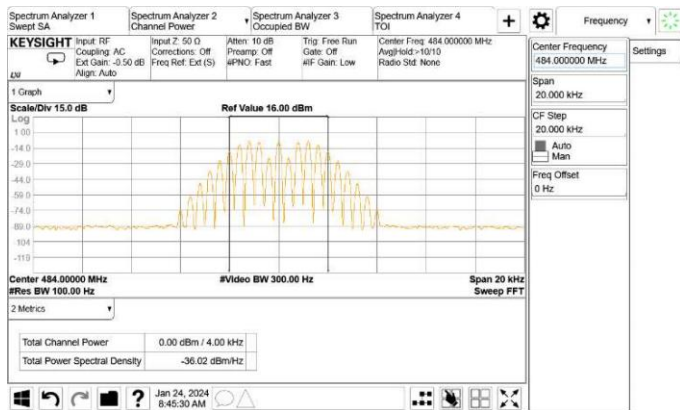 Spectrum Analyzer 1
Swept SA
Spectrum Analyzer 2
Channel Power
Spectrum Analyzer 3
Occupied BW
Spectrum Analyzer 4
TOI
+
Frequency
KEYSIGHT
Input: RF
Coupling: AC
Ext Gain: -0.50 dB
Align: Auto
Input Z: 50 Ω
Corrections: Off
Freq Ref: Ext (S)
Atten: 10 dB
Preamp: Off
#PNO: Fast
Trig: Free Run
Gate: Off
#IF Gain: Low
Center Freq: 484.000000 MHz
Avg|Hold:>10/10
Radio Std: None
Center Frequency
484.000000 MHz
Settings
Span
20.000 kHz
CF Step
20.000 kHz
Auto
Man
Freq Offset
0 Hz
1 Graph
Scale/Div 15.0 dB
Ref Value 16.00 dBm
Log
1.00
-14.0
-29.0
-44.0
-59.0
-74.0
-89.0
-104
-119
Center 484.00000 MHz
#Video BW 300.00 Hz
Span 20 kHz
#Res BW 100.00 Hz
Sweep FFT
2 Metrics
Total Channel Power 0.00 dBm / 4.00 kHz
Total Power Spectral Density -36.02 dBm/Hz
?
Jan 24, 2024
8:45:30 AM